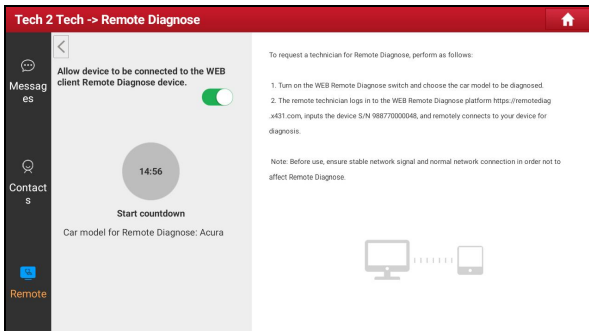 Tech 2 Tech -> Remote Diagnose
Messag
es
Contact
s
Remote
Allow device to be connected to the WEB
client Remote Diagnose device.
14:56
Start countdown
Car model for Remote Diagnose: Acura
To request a technician for Remote Diagnose, perform as follows:
1. Turn on the WEB Remote Diagnose switch and choose the car model to be diagnosed.
2. The remote technician logs in to the WEB Remote Diagnose platform https://remotediag
.x431.com, inputs the device S/N 988770000048, and remotely connects to your device for
diagnosis.
Note: Before use, ensure stable network signal and normal network connection in order not to
affect Remote Diagnose.